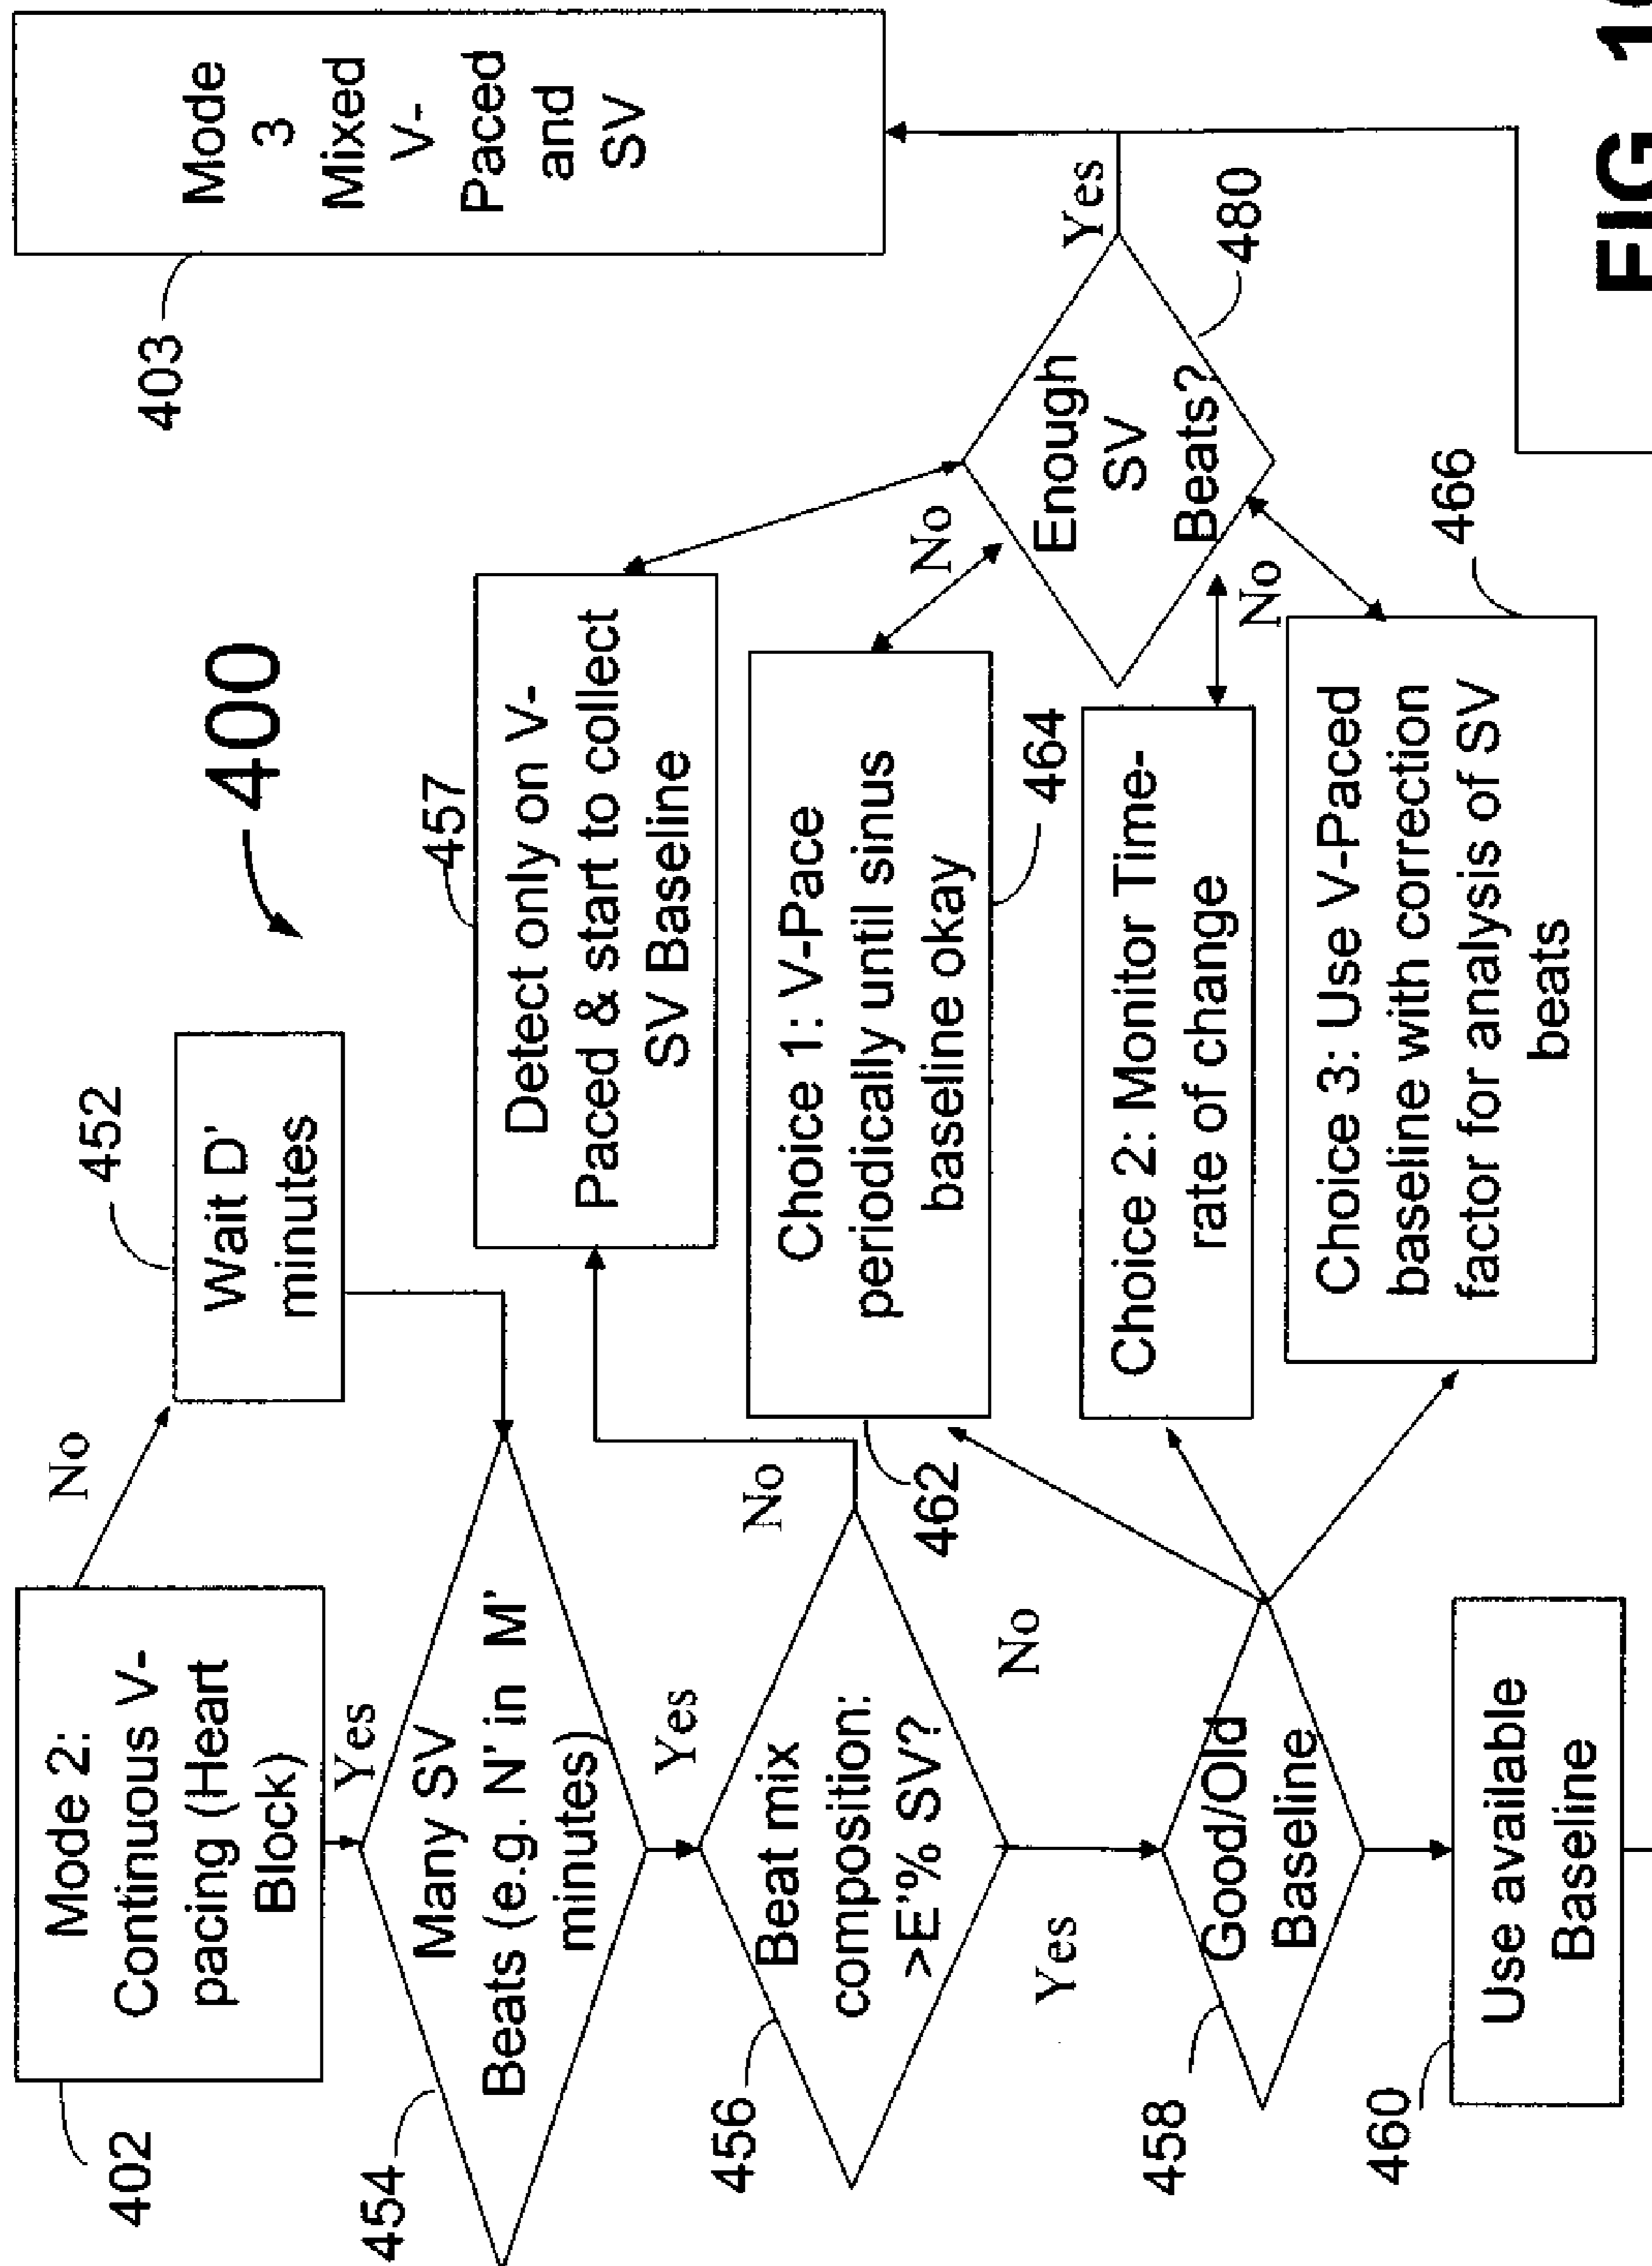 400
402
Mode 2:
Continuous V-
pacing (Heart
Block)
No
452
Wait D'
minutes
403
Mode
3
Mixed
V-
Paced
and
SV
Yes
454
Many SV
Beats (e.g. N' in M'
minutes)
Yes
456
Beat mix
composition:
>E'% SV?
No
457
Detect only on V-
Paced & start to collect
SV Baseline
Yes
No
458
Good/Old
Baseline
462
Choice 1: V-Pace
periodically until sinus
baseline okay
464
No
Choice 2: Monitor Time-
rate of change
No
Choice 3: Use V-Paced
baseline with correction
factor for analysis of SV
beats
466
Enough
SV
Beats?
480
Yes
460
Use available
Baseline
FIG